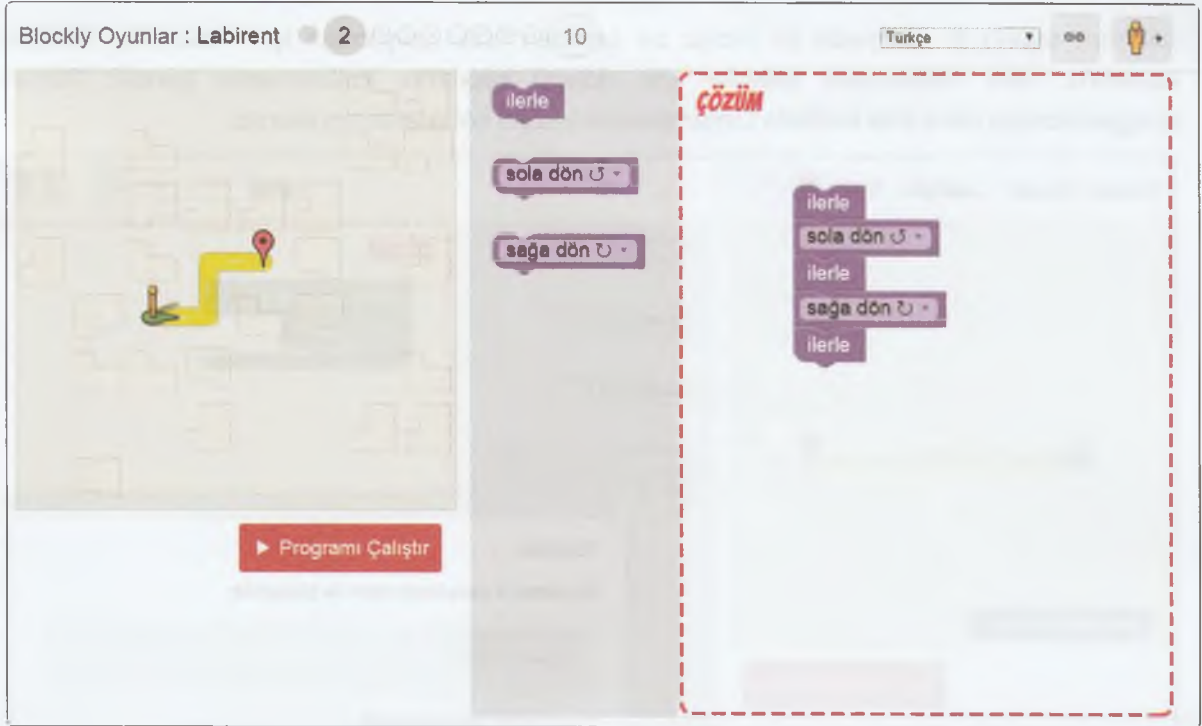 Blockly Oyunlar : Labirent 2 10 Türkçe
ilerle
sola dön
sağa dön
Programı Çalıştır
ÇÖZÜM
ilerle
sola dön
ilerle
sağa dön
ilerle